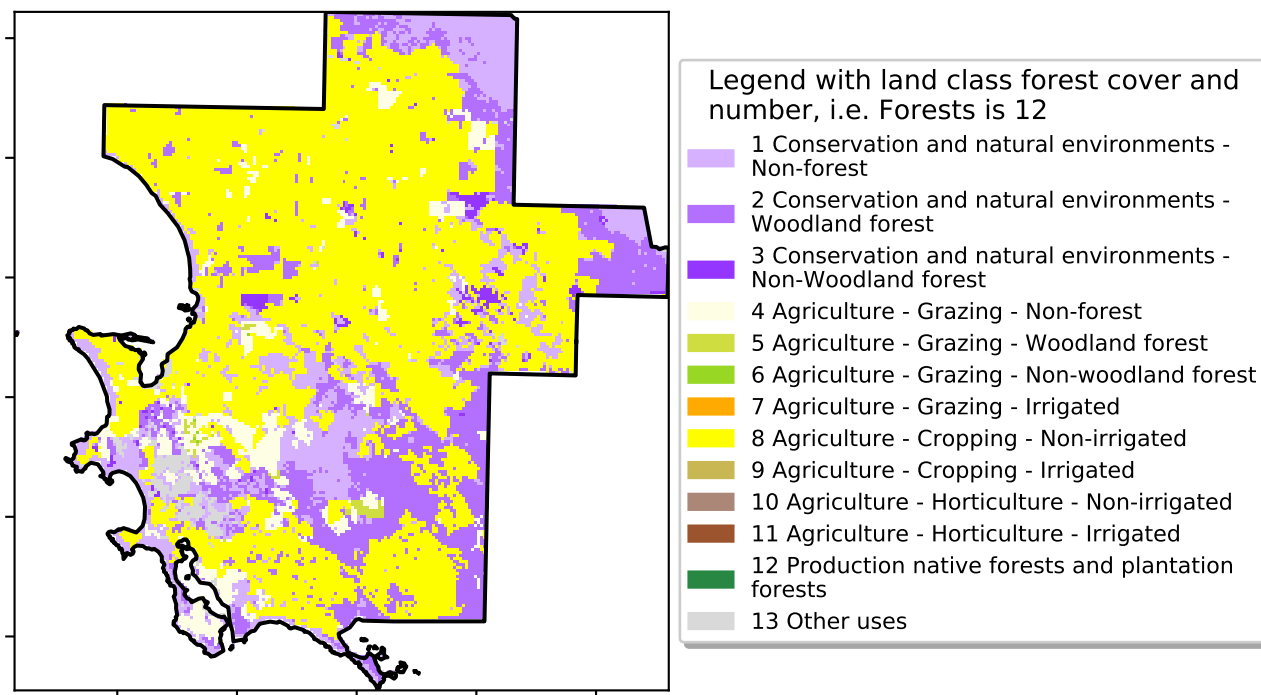 Legend with land class forest cover and
number, i.e. Forests is 12
1 Conservation and natural environments -
Non-forest
2 Conservation and natural environments -
Woodland forest
3 Conservation and natural environments -
Non-Woodland forest
4 Agriculture - Grazing - Non-forest
5 Agriculture - Grazing - Woodland forest
6 Agriculture - Grazing - Non-woodland forest
7 Agriculture - Grazing - Irrigated
8 Agriculture - Cropping - Non-irrigated
9 Agriculture - Cropping - Irrigated
10 Agriculture - Horticulture - Non-irrigated
11 Agriculture - Horticulture - Irrigated
12 Production native forests and plantation
forests
13 Other uses